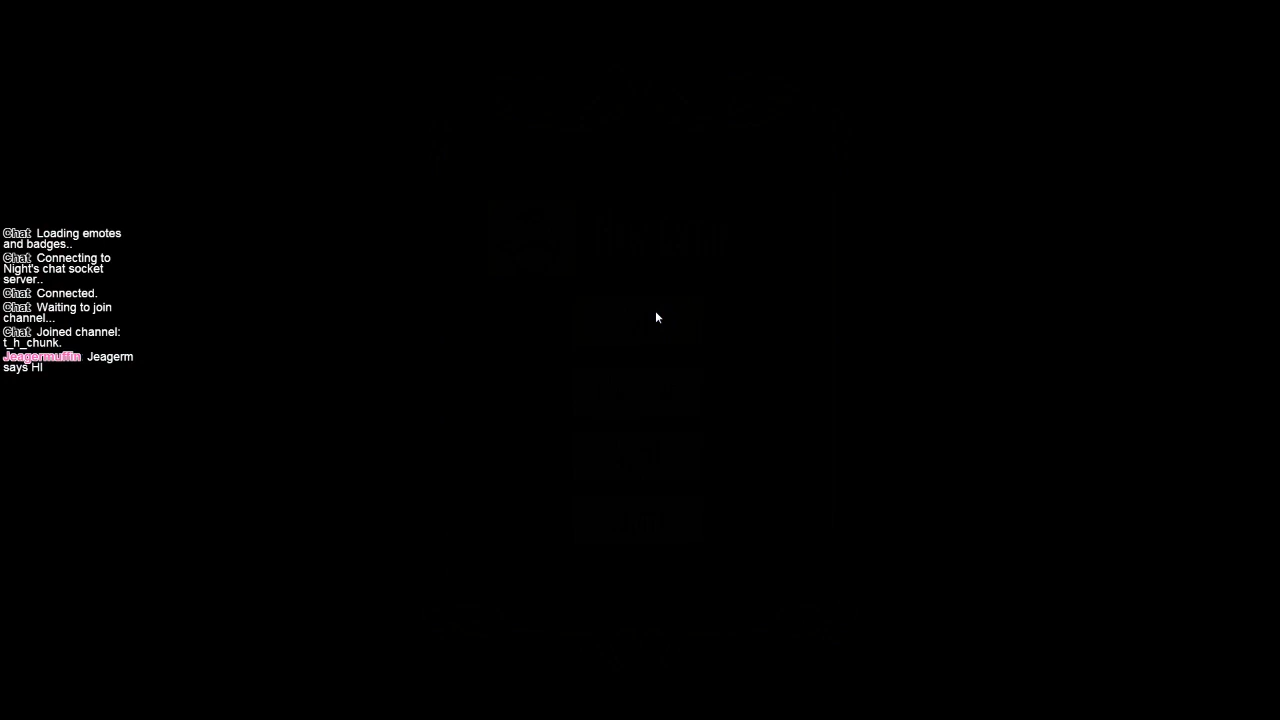 Chat Loading emotes
and badges..
Chat Connecting to
Night's chat socket
server..
Chat Connected.
Chat Waiting to join
channel...
Chat Joined channel:
t_h_chunk.
Jeagermuffin Jeagerm
says HI